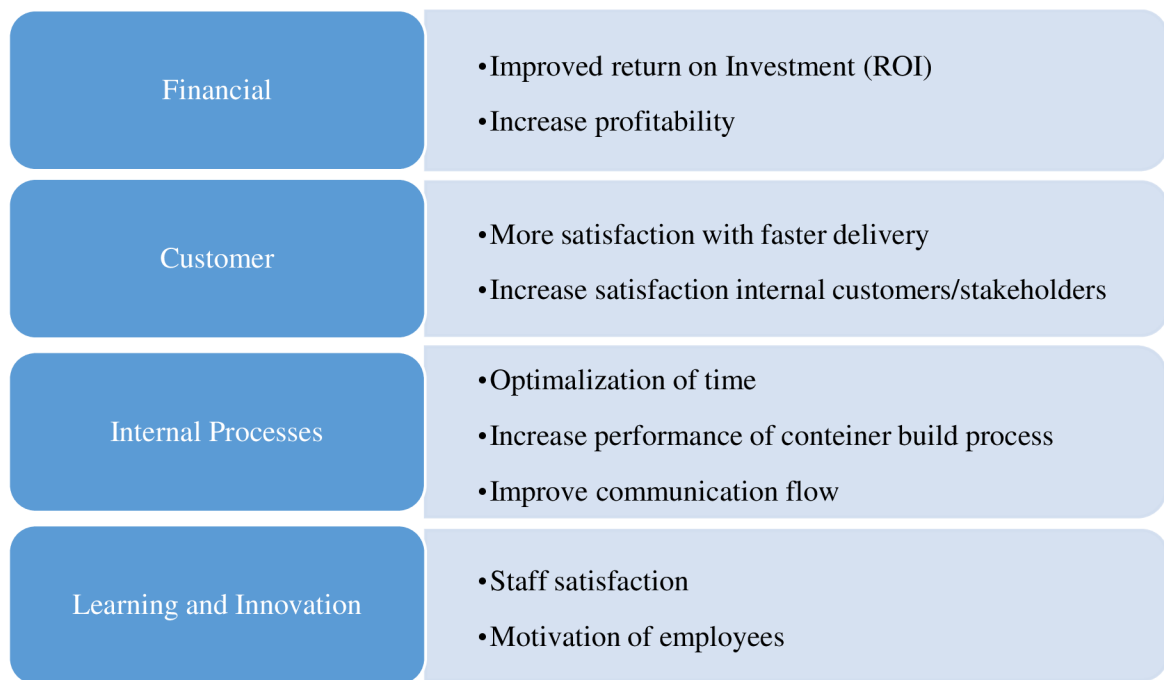 Financial
•Improved return on Investment (ROI)
•Increase profitability
Customer
•More satisfaction with faster delivery
•Increase satisfaction internal customers/stakeholders
Internal Processes
•Optimalization of time
•Increase performance of conteiner build process
•Improve communication flow
Learning and Innovation
•Staff satisfaction
•Motivation of employees